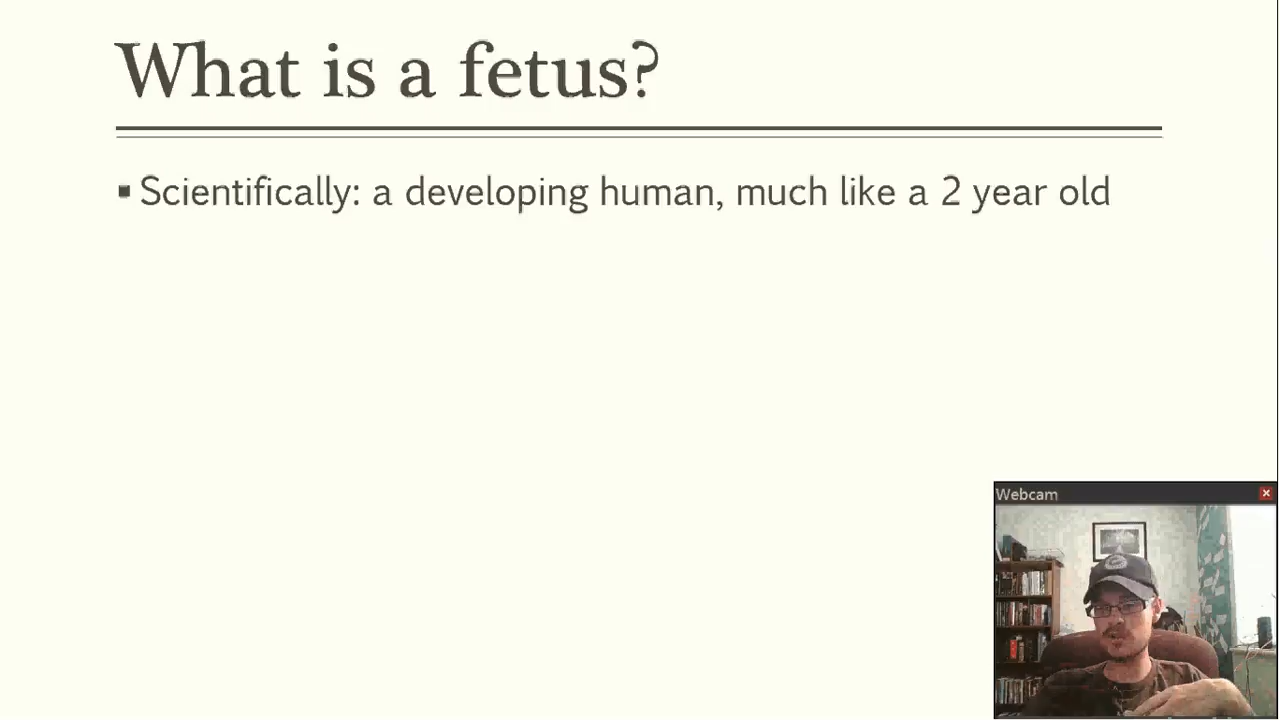 What is a fetus?
Scientifically: a developing human, much like a 2 year old
Webcam